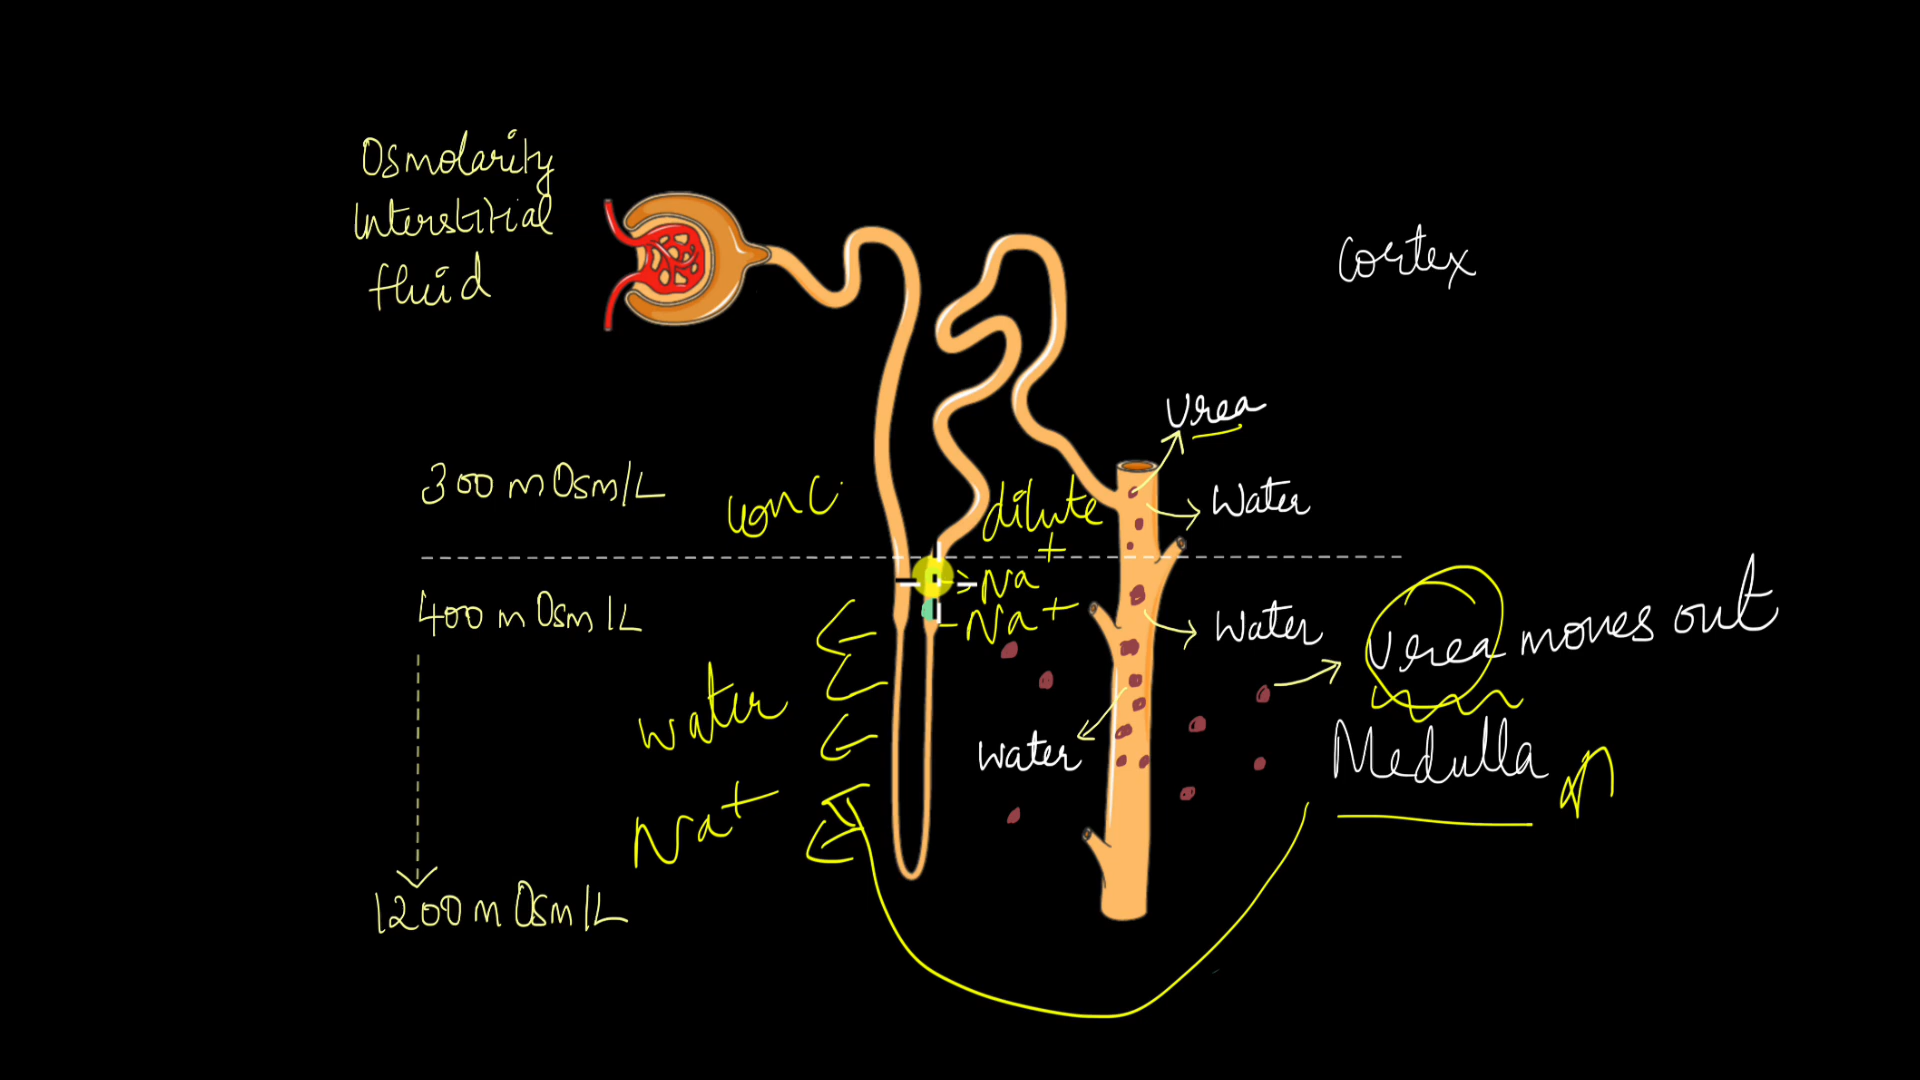 Osmolarity
Interstitial
fluid
Cortex
Urea
300 mOsm/L
conc.
dilute
Water
+
Na
400 mOsm/L
Na+
Water
Urea moves out
water
water
Medulla
Na+
1200 mOsm/L